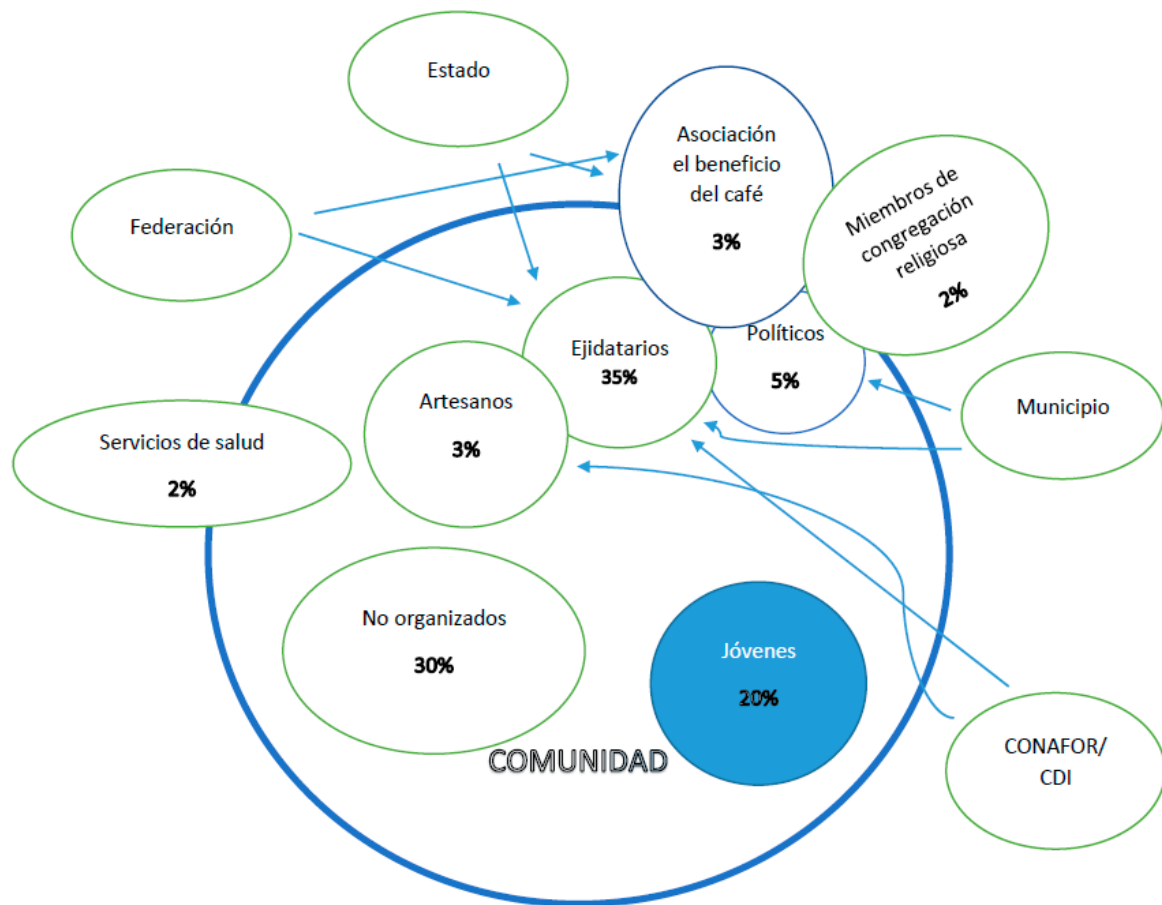 Estado
Asociación
el beneficio
del café
3%
Miembros de
congregación
religiosa
2%
Federación
Ejidatarios
35%
Políticos
5%
Artesanos
3%
Municipio
Servicios de salud
2%
No organizados
30%
Jóvenes
20%
COMUNIDAD
CONAFOR/
CDI